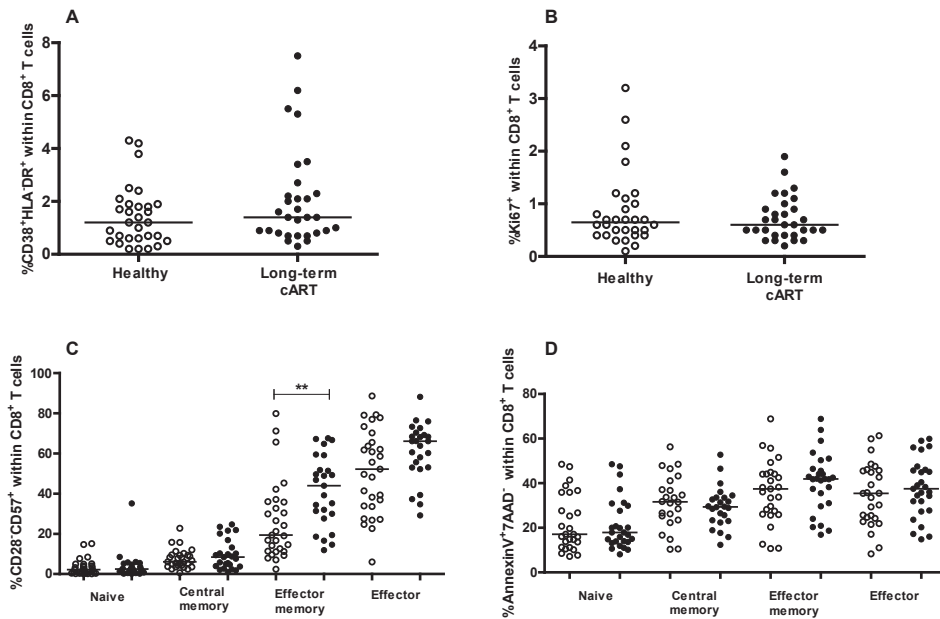 A
%CD38⁺HLA⁻DR⁺ within CD8⁺ T cells
8
6
4
2
0
Healthy
Long-term
cART
B
%Ki67⁺ within CD8⁺ T cells
4
3
2
1
0
Healthy
Long-term
cART
C
%CD28⁻CD57⁺ within CD8⁺ T cells
100
80
60
40
20
0
**
Naive
Central
memory
Effector
memory
Effector
D
%AnnexinV⁺7AAD⁻ within CD8⁺ T cells
80
60
40
20
0
Naive
Central
memory
Effector
memory
Effector